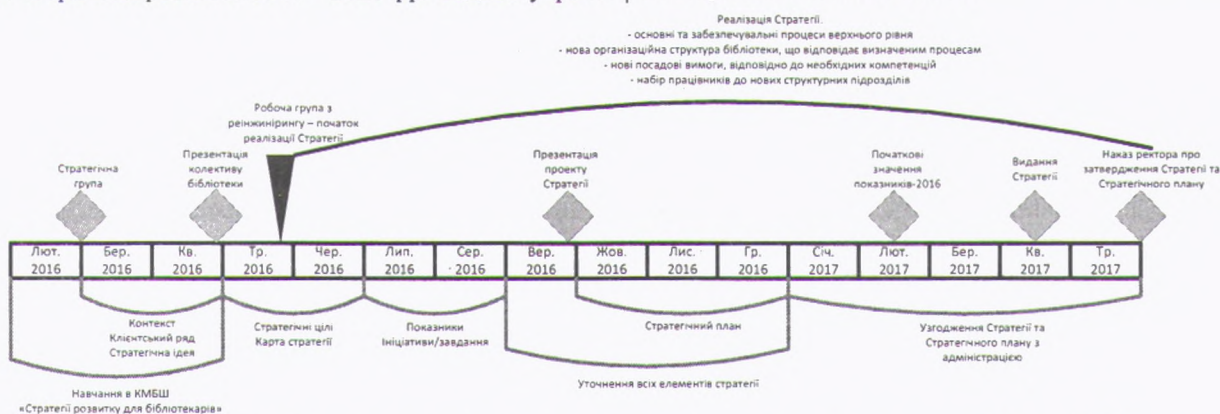 Реалізація Стратегії.
- основні та забезпечувальні процеси верхнього рівня
- нова організаційна структура бібліотеки, що відповідає визначеним процесам
- нові посадові вимоги, відповідно до необхідних компетенцій
- набір працівників до нових структурних підрозділів
Робоча група з
реінжинірингу – початок
реалізації Стратегії
Стратегічна
група
Презентація
колективу
бібліотеки
Презентація
проекту
Стратегії
Початкові
значення
показників-2016
Видання
Стратегії
Наказ ректора про
затвердження Стратегії та
Стратегічного плану
Лют. Бер. Кв. Тр. Чер. Лип. Сер. Вер. Жов. Лис. Гр. Січ. Лют. Бер. Кв. Тр.
2016 2016 2016 2016 2016 2016 2016 2016 2016 2016 2016 2017 2017 2017 2017 2017
Контекст
Клієнтський ряд
Стратегічна ідея
Стратегічні цілі
Карта стратегії
Показники
Ініціативи/завдання
Стратегічний план
Узгодження Стратегії та
Стратегічного плану з
адміністрацією
Уточнення всіх елементів стратегії
Навчання в КМБШ
«Стратегії розвитку для бібліотекарів»